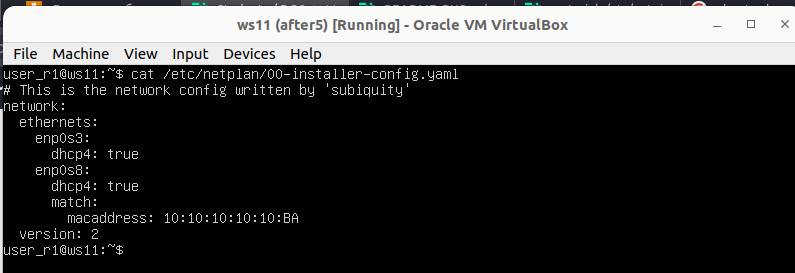 ws11 (after5) [Running] - Oracle VM VirtualBox
File Machine View Input Devices Help
user_r1@ws11:~$ cat /etc/netplan/00-installer-config.yaml
# This is the network config written by 'subiquity'
network:
  ethernets:
    enp0s3:
      dhcp4: true
    enp0s8:
      dhcp4: true
      match:
        macaddress: 10:10:10:10:10:BA
  version: 2
user_r1@ws11:~$